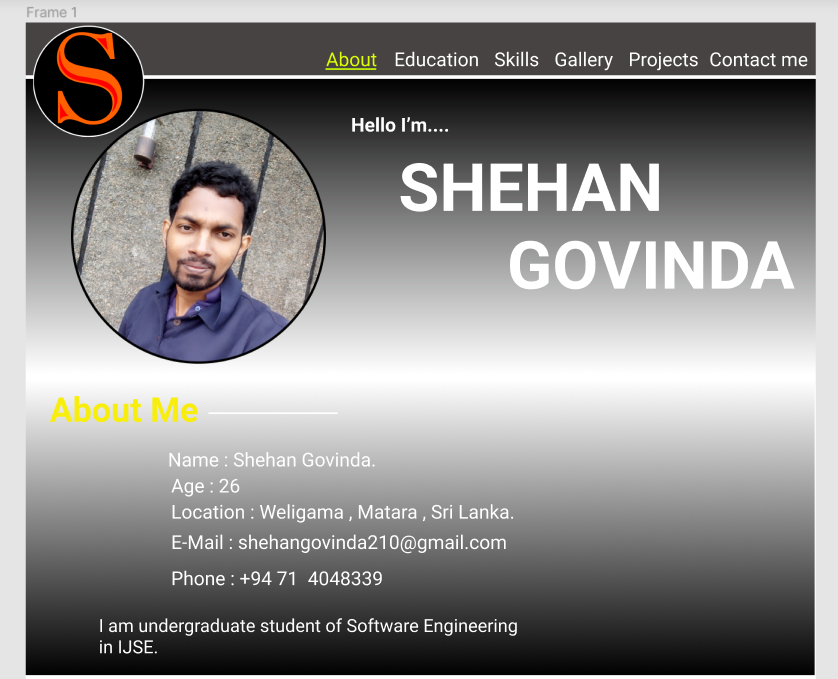 Frame 1
S
About Education Skills Gallery Projects Contact me
Hello I’m....
SHEHAN
GOVINDA
About Me
Name : Shehan Govinda.
Age : 26
Location : Weligama , Matara , Sri Lanka.
E-Mail : shehangovinda210@gmail.com
Phone : +94 71  4048339
I am undergraduate student of Software Engineering
in IJSE.